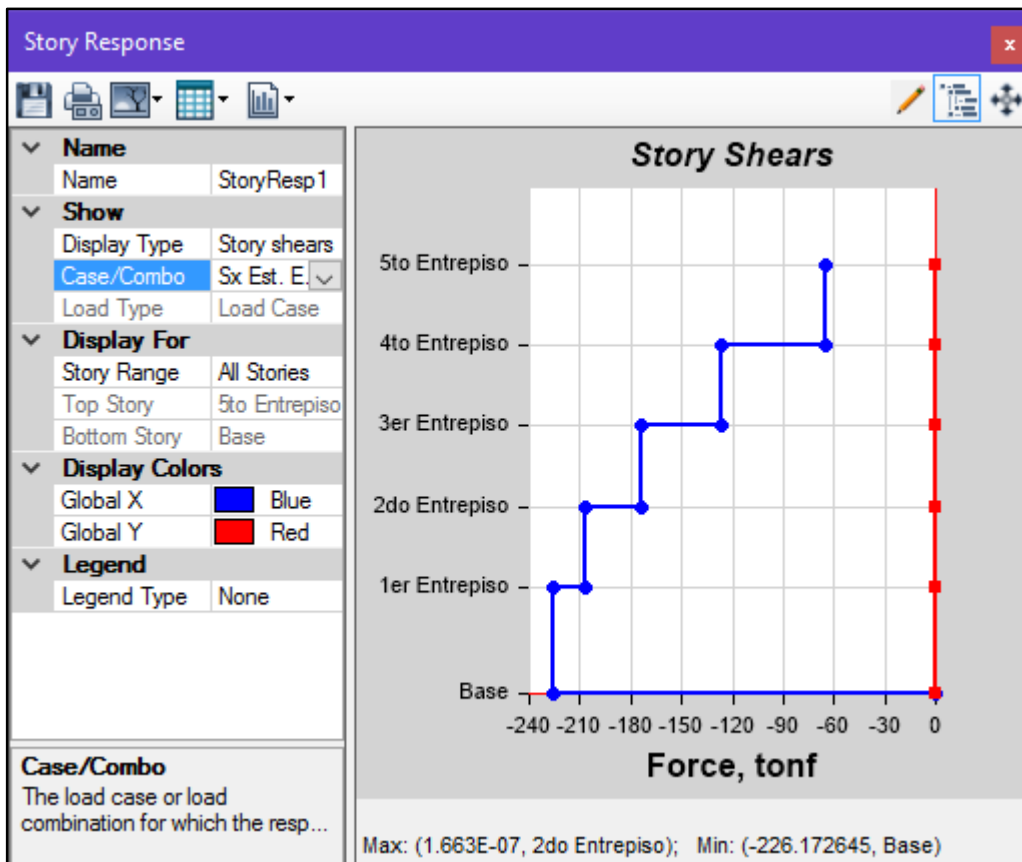 Story Response
x
Name
Name StoryResp1
Show
Display Type Story shears
Case/Combo Sx Est. E.
Load Type Load Case
Display For
Story Range All Stories
Top Story 5to Entrepiso
Bottom Story Base
Display Colors
Global X Blue
Global Y Red
Legend
Legend Type None
Case/Combo
The load case or load
combination for which the resp...
Story Shears
5to Entrepiso
4to Entrepiso
3er Entrepiso
2do Entrepiso
1er Entrepiso
Base
-240 -210 -180 -150 -120 -90 -60 -30 0
Force, tonf
Max: (1.663E-07, 2do Entrepiso); Min: (-226.172645, Base)